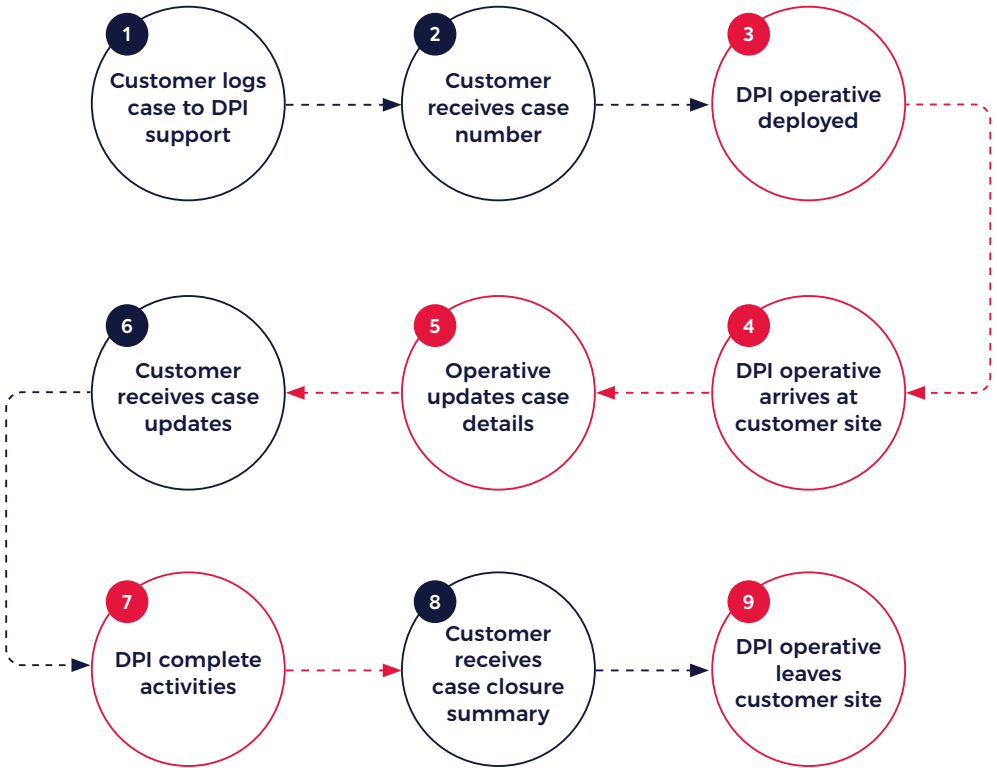 1
Customer logs
case to DPI
support
2
Customer
receives case
number
3
DPI operative
deployed
6
Customer
receives case
updates
5
Operative
updates case
details
4
DPI operative
arrives at
customer site
7
DPI complete
activities
8
Customer
receives
case closure
summary
9
DPI operative
leaves
customer site